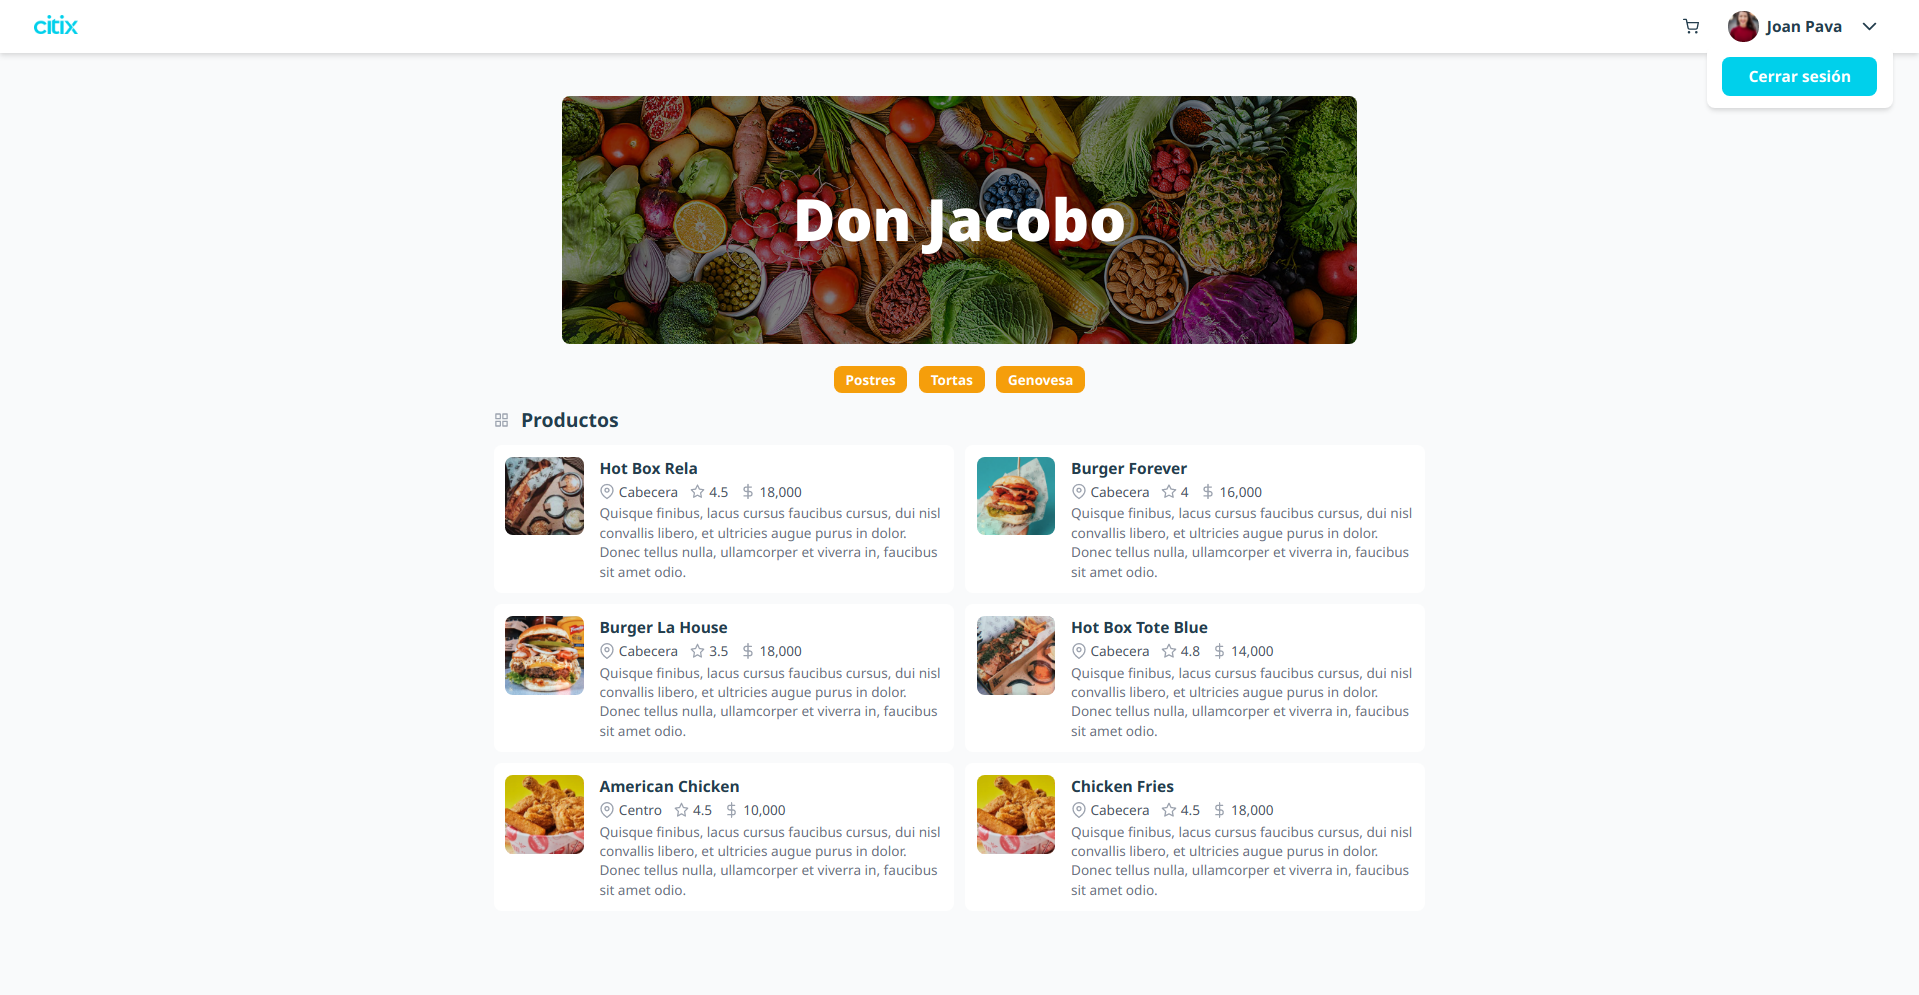 citix
Joan Pava
Cerrar sesión
Don Jacobo
Postres Tortas Genovesa
Productos
Hot Box Rela
Cabecera 4.5 $ 18,000
Quisque finibus, lacus cursus faucibus cursus, dui nisl
convallis libero, et ultricies augue purus in dolor.
Donec tellus nulla, ullamcorper et viverra in, faucibus
sit amet odio.
Burger Forever
Cabecera 4 $ 16,000
Quisque finibus, lacus cursus faucibus cursus, dui nisl
convallis libero, et ultricies augue purus in dolor.
Donec tellus nulla, ullamcorper et viverra in, faucibus
sit amet odio.
Burger La House
Cabecera 3.5 $ 18,000
Quisque finibus, lacus cursus faucibus cursus, dui nisl
convallis libero, et ultricies augue purus in dolor.
Donec tellus nulla, ullamcorper et viverra in, faucibus
sit amet odio.
Hot Box Tote Blue
Cabecera 4.8 $ 14,000
Quisque finibus, lacus cursus faucibus cursus, dui nisl
convallis libero, et ultricies augue purus in dolor.
Donec tellus nulla, ullamcorper et viverra in, faucibus
sit amet odio.
American Chicken
Centro 4.5 $ 10,000
Quisque finibus, lacus cursus faucibus cursus, dui nisl
convallis libero, et ultricies augue purus in dolor.
Donec tellus nulla, ullamcorper et viverra in, faucibus
sit amet odio.
Chicken Fries
Cabecera 4.5 $ 18,000
Quisque finibus, lacus cursus faucibus cursus, dui nisl
convallis libero, et ultricies augue purus in dolor.
Donec tellus nulla, ullamcorper et viverra in, faucibus
sit amet odio.